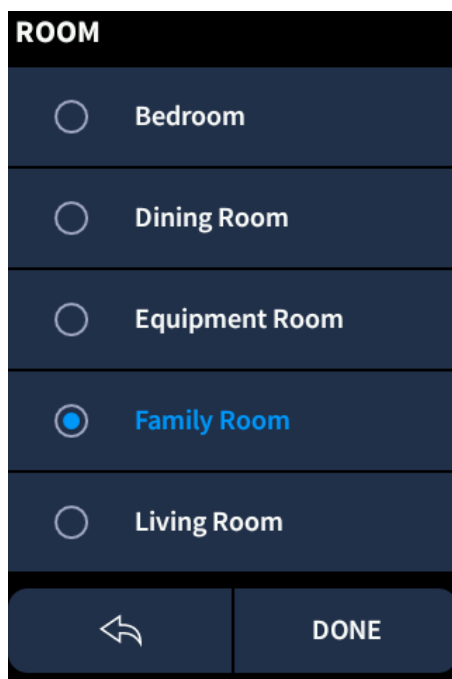 ROOM
Bedroom
Dining Room
Equipment Room
Family Room
Living Room
DONE